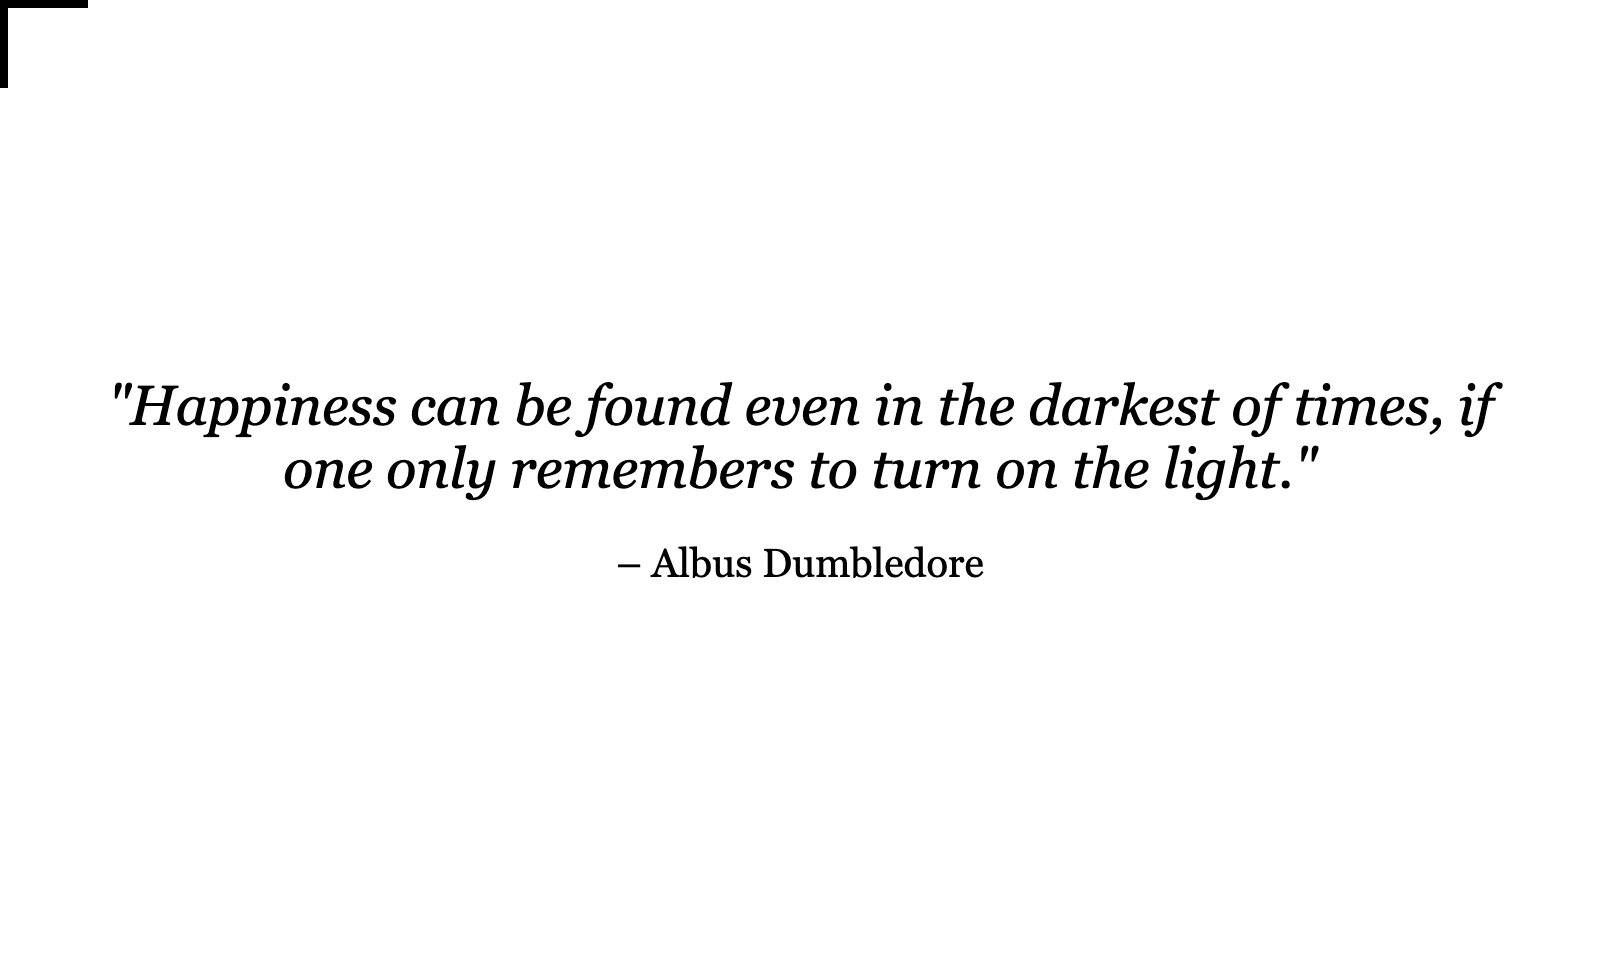 "Happiness can be found even in the darkest of times, if
one only remembers to turn on the light."
– Albus Dumbledore